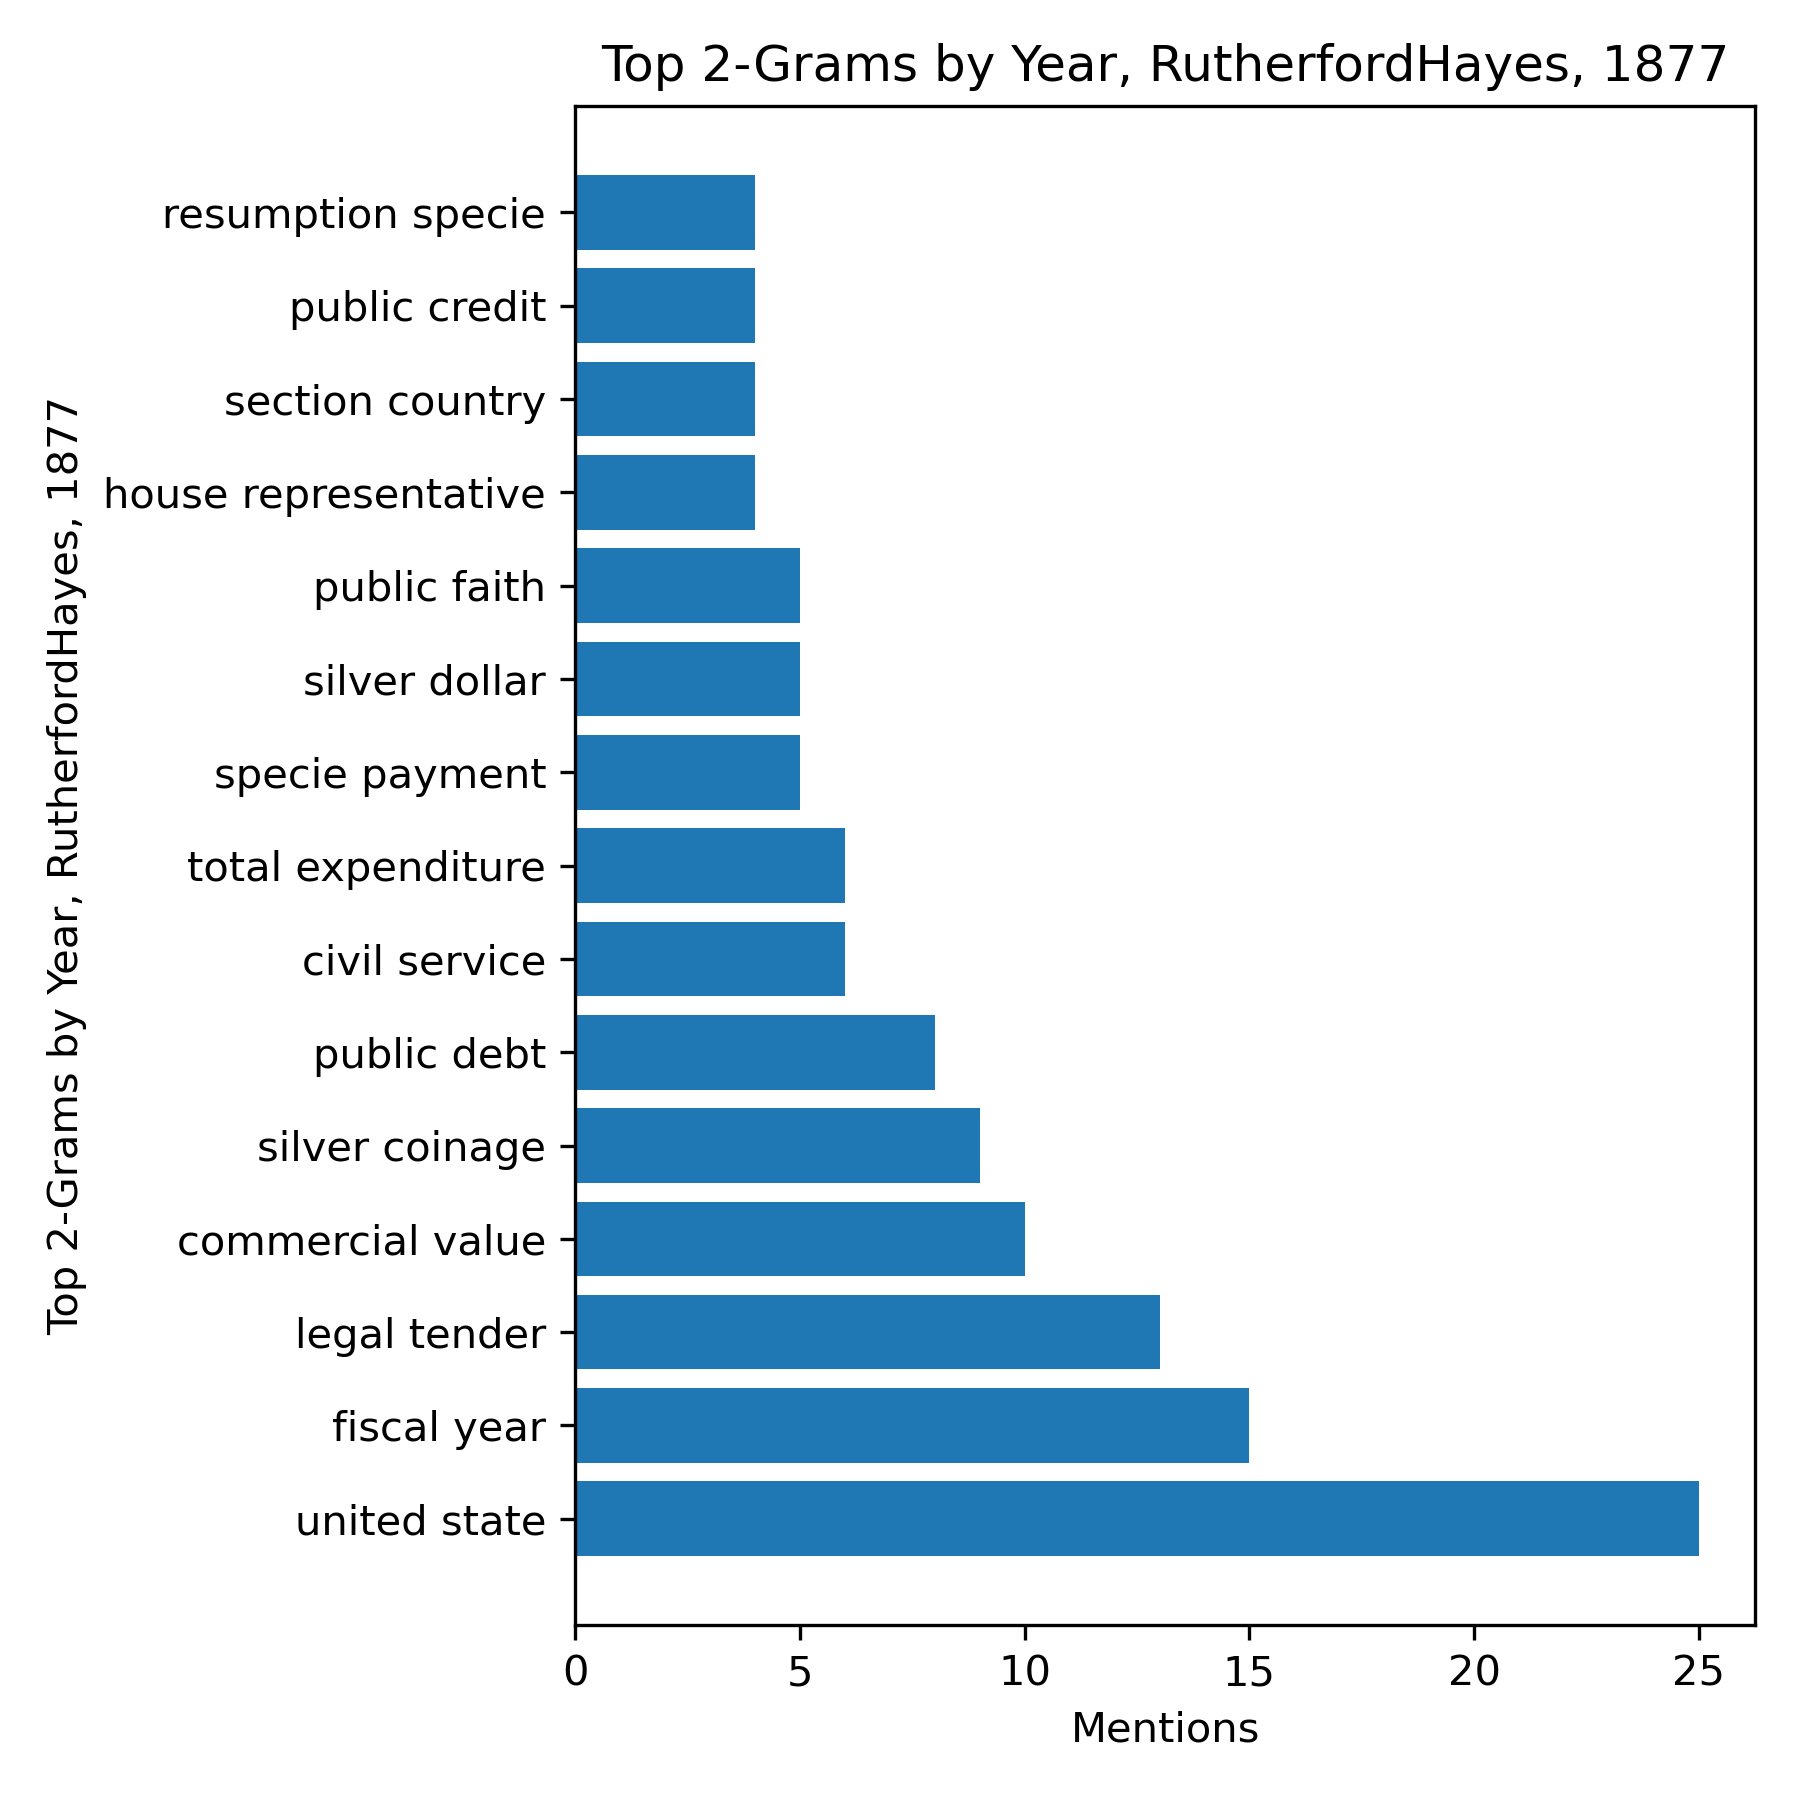 Top 2-Grams by Year, RutherfordHayes, 1877
Top 2-Grams by Year, RutherfordHayes, 1877
resumption specie
public credit
section country
house representative
public faith
silver dollar
specie payment
total expenditure
civil service
public debt
silver coinage
commercial value
legal tender
fiscal year
united state
0 5 10 15 20 25
Mentions